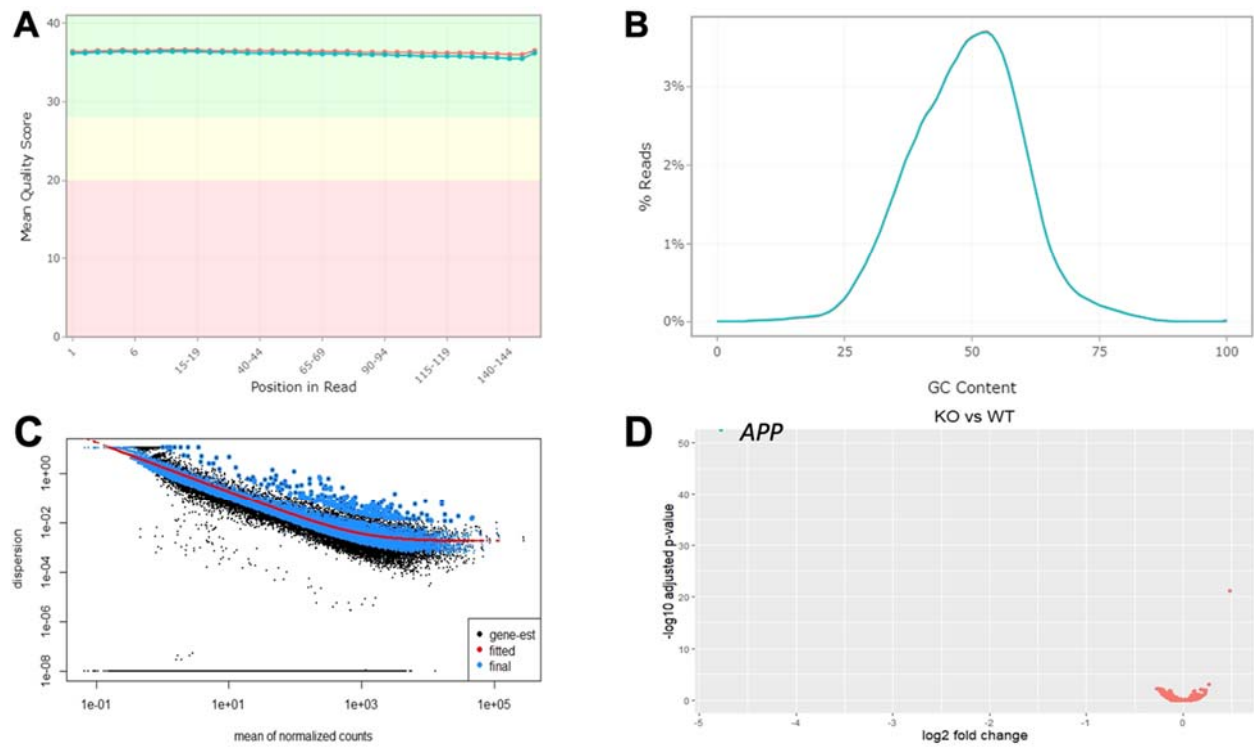 A
40
30
20
10
0
Mean Quality Score
1
6
15-19
40-44
65-69
90-94
115-119
140-144
Position in Read
B
3%
2%
1%
0%
% Reads
0
25
50
75
100
GC Content
C
1e+00
1e-02
1e-04
1e-06
1e-08
dispersion
gene-est
fitted
final
1e-01
1e+01
1e+03
1e+05
mean of normalized counts
D
KO vs WT
APP
50
40
30
20
10
0
-log10 adjusted p-value
-5
-4
-3
-2
-1
0
log2 fold change